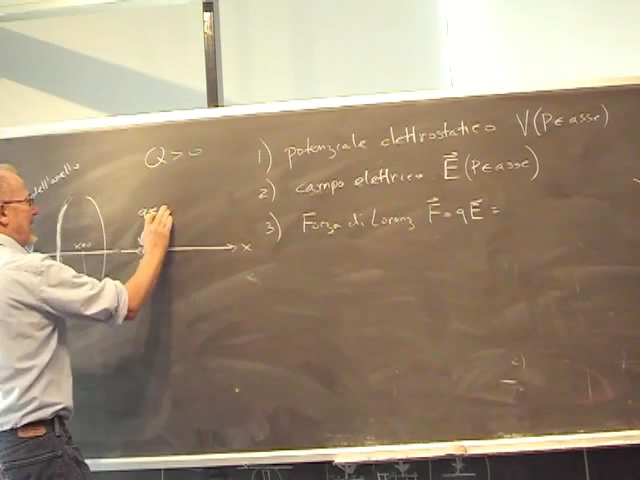 dell'anello
Q > 0
x=0
x
1) potenziale elettrostatico V(P∈asse)
2) campo elettrico E⃗(P∈asse)
3) Forza di Lorenz F⃗ = qE⃗ =